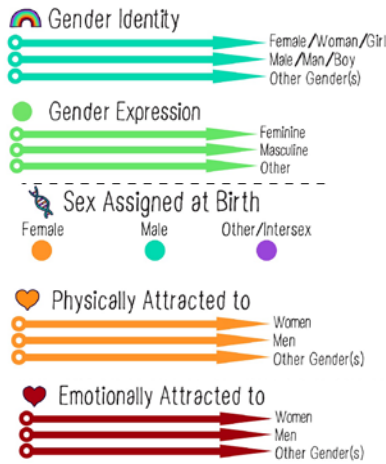 Gender Identity
Female/Woman/Girl
Male/Man/Boy
Other Gender(s)
Gender Expression
Feminine
Masculine
Other
Sex Assigned at Birth
Female Male Other/Intersex
Physically Attracted to
Women
Men
Other Gender(s)
Emotionally Attracted to
Women
Men
Other Gender(s)